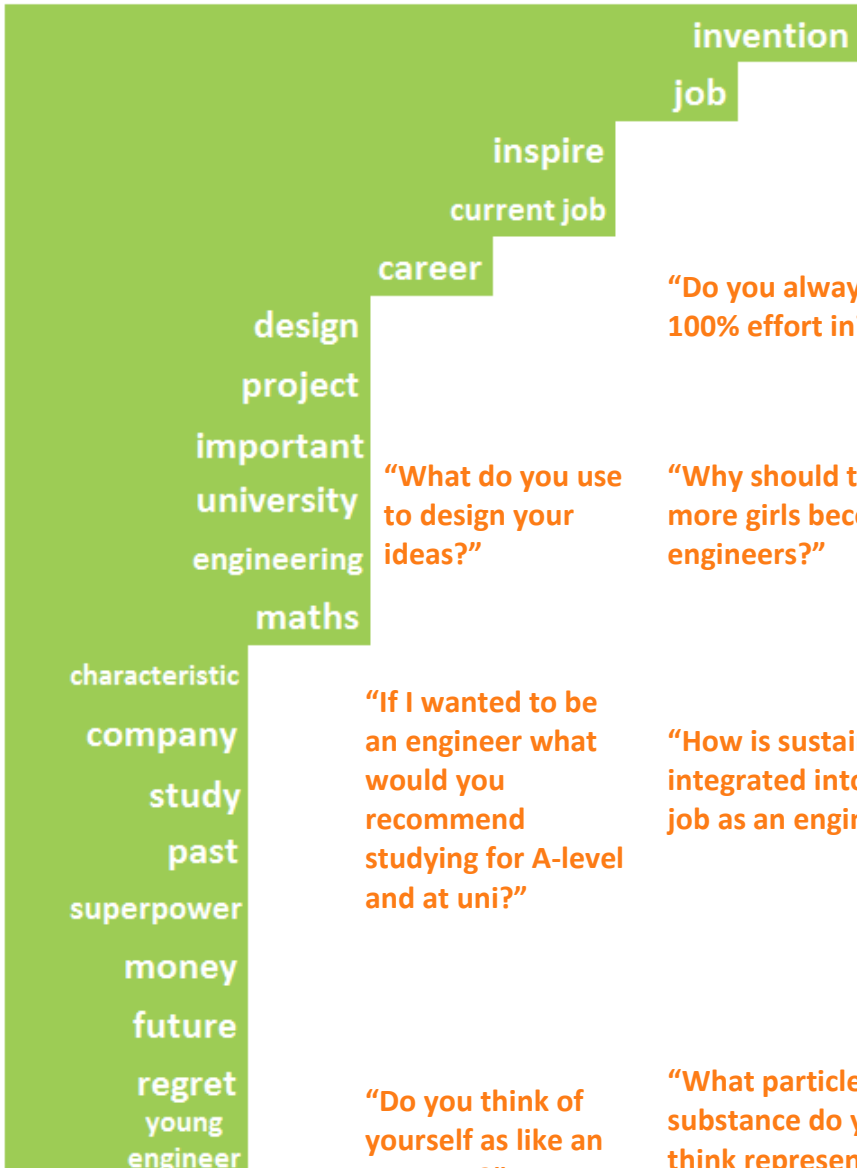 invention
job
inspire
current job
career
design
project
important
university
engineering
maths
characteristic
company
study
past
superpower
money
future
regret
young
engineer
“Do you alway
100% effort in
“What do you use
to design your
ideas?”
“Why should t
more girls beco
engineers?”
“If I wanted to be
an engineer what
would you
recommend
studying for A-level
and at uni?”
“How is sustai
integrated into
job as an engin
“Do you think of
yourself as like an
“What particle
substance do y
think represen